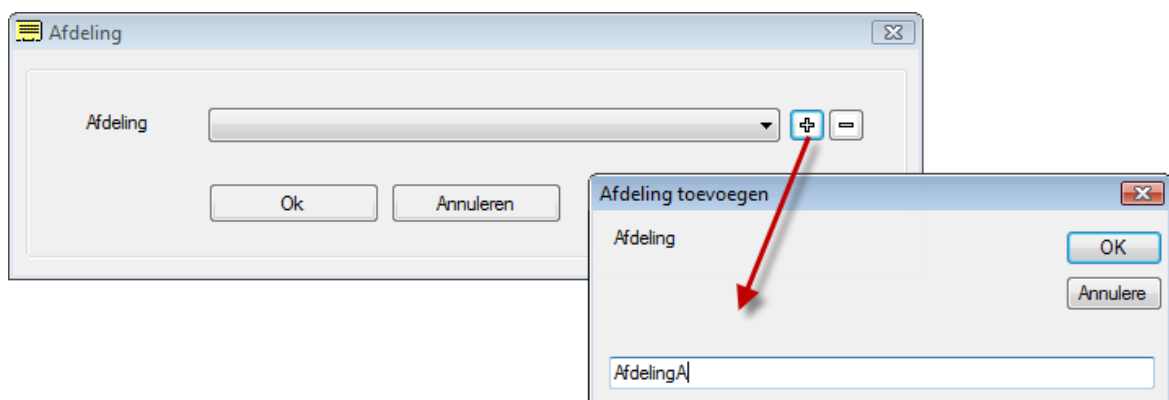 Afdeling
Afdeling
Ok Annuleren
Afdeling toevoegen
Afdeling
OK
Annulere
AfdelingA